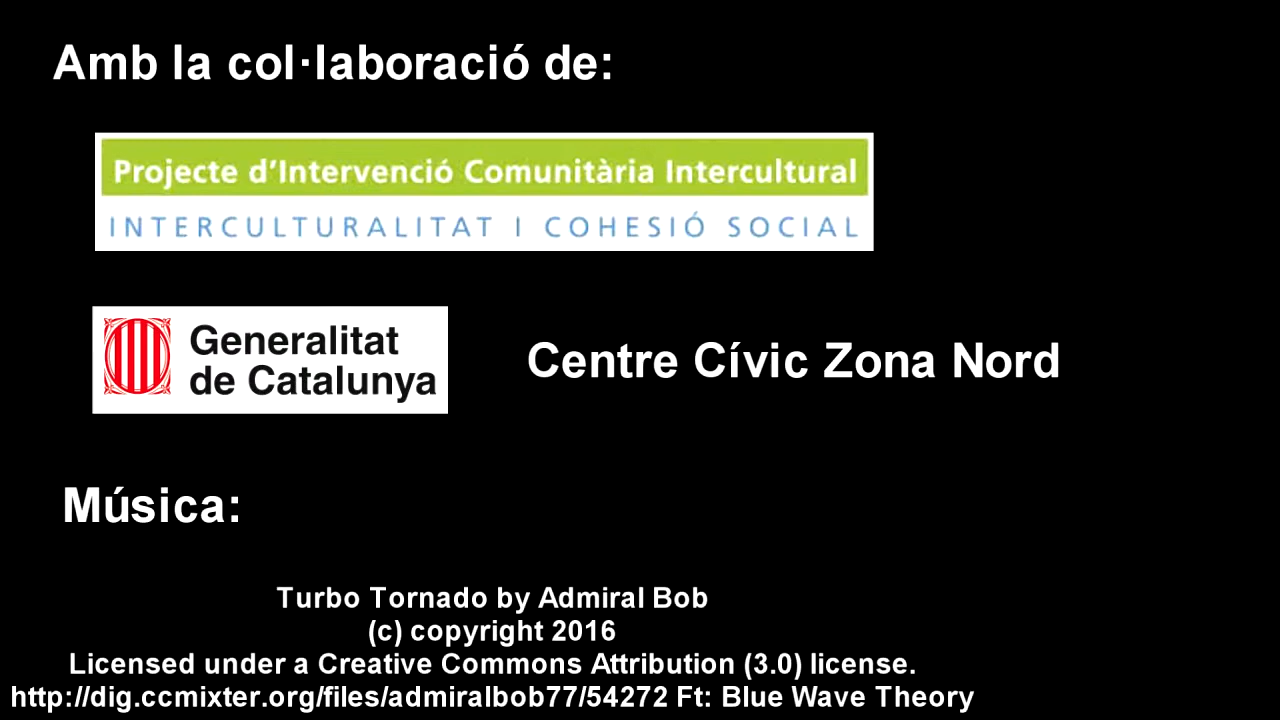 Amb la col·laboració de:
Projecte d'Intervenció Comunitària Intercultural
INTERCULTURALITAT I COHESIÓ SOCIAL
Generalitat
de Catalunya
Centre Cívic Zona Nord
Música:
Turbo Tornado by Admiral Bob
(c) copyright 2016
Licensed under a Creative Commons Attribution (3.0) license.
http://dig.ccmixter.org/files/admiralbob77/54272 Ft: Blue Wave Theory